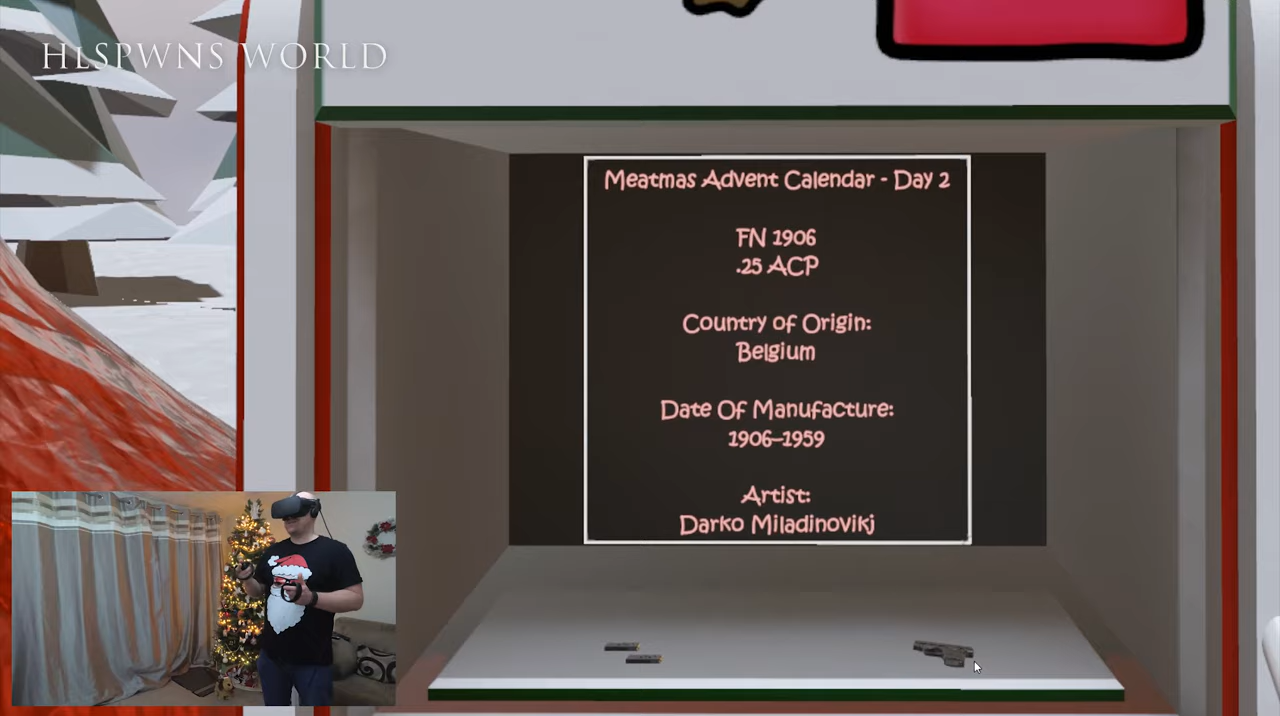 HLSPWNS WORLD
Meatmas Advent Calendar - Day 2
FN 1906
.25 ACP
Country of Origin:
Belgium
Date Of Manufacture:
1906–1959
Artist:
Darko Miladinovikj